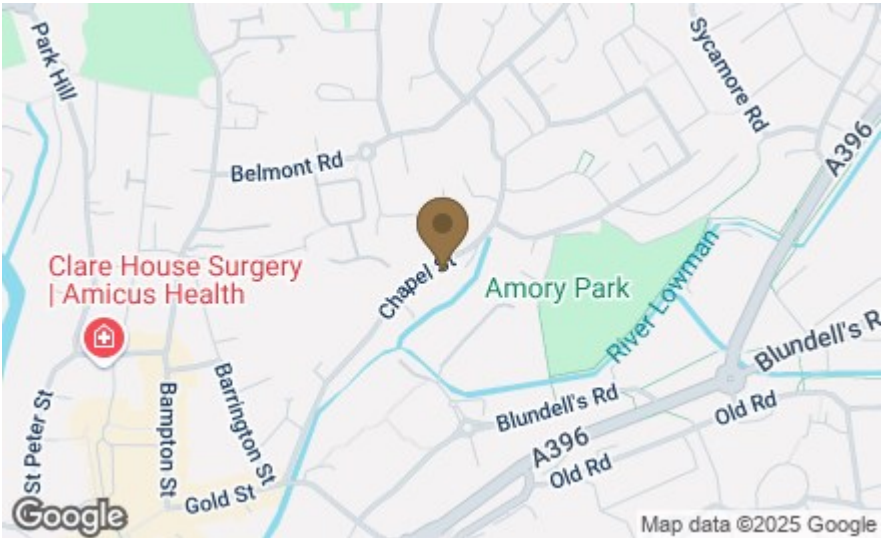 Park Hill
Sycamore Rd
A396
Belmont Rd
Clare House Surgery
| Amicus Health
Chapel St
Amory Park
River Lowman
Blundell's R
St Peter St
Bampton St
Barrington St
Blundell's Rd
Old Rd
A396
Old Rd
Gold St
Google
Map data ©2025 Google